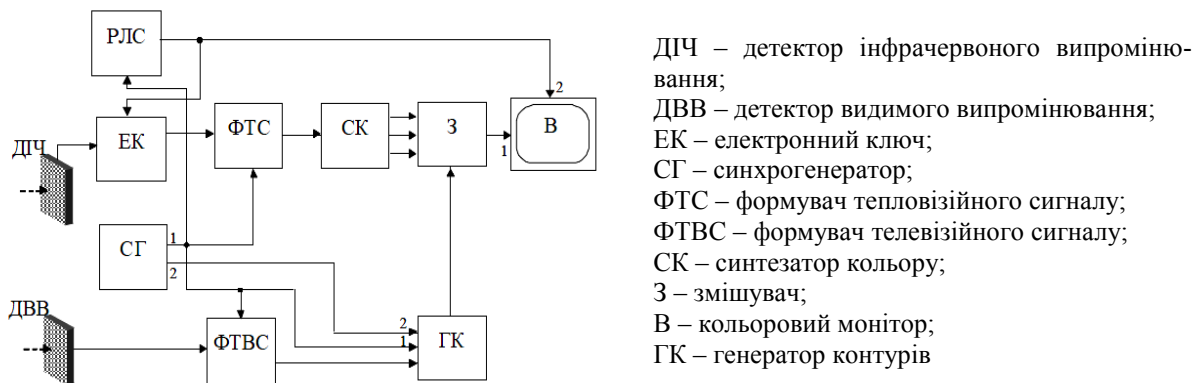 РЛС
2
ДІЧ
ЕК
ФТС
СК
З
1
В
СГ
1
2
ДВВ
ФТВС
2
1
ГК
ДІЧ – детектор інфрачервоного випроміню-
вання;
ДВВ – детектор видимого випромінювання;
ЕК – електронний ключ;
СГ – синхрогенератор;
ФТС – формувач тепловізійного сигналу;
ФТВС – формувач телевізійного сигналу;
СК – синтезатор кольору;
З – змішувач;
В – кольоровий монітор;
ГК – генератор контурів